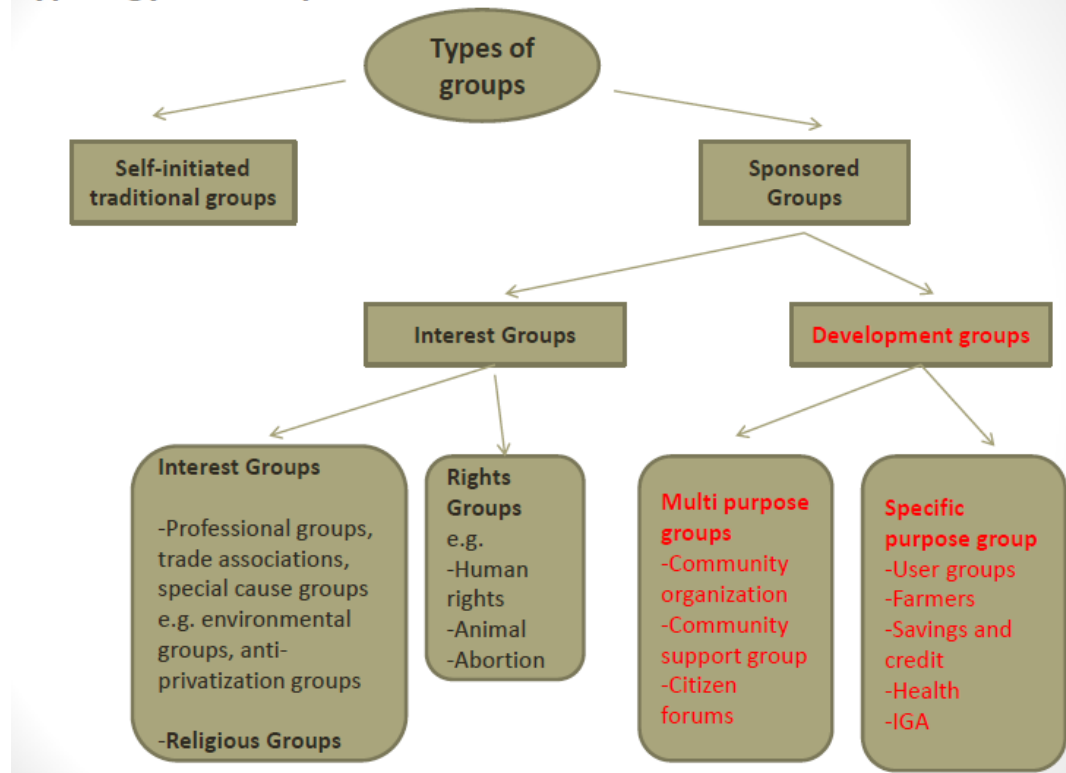 Types of
groups
Self-initiated
traditional groups
Sponsored
Groups
Interest Groups
Development groups
Interest Groups
-Professional groups,
trade associations,
special cause groups
e.g. environmental
groups, anti-
privatization groups
-Religious Groups
Rights
Groups
e.g.
-Human
rights
-Animal
-Abortion
Multi purpose
groups
-Community
organization
-Community
support group
-Citizen
forums
Specific
purpose group
-User groups
-Farmers
-Savings and
credit
-Health
-IGA